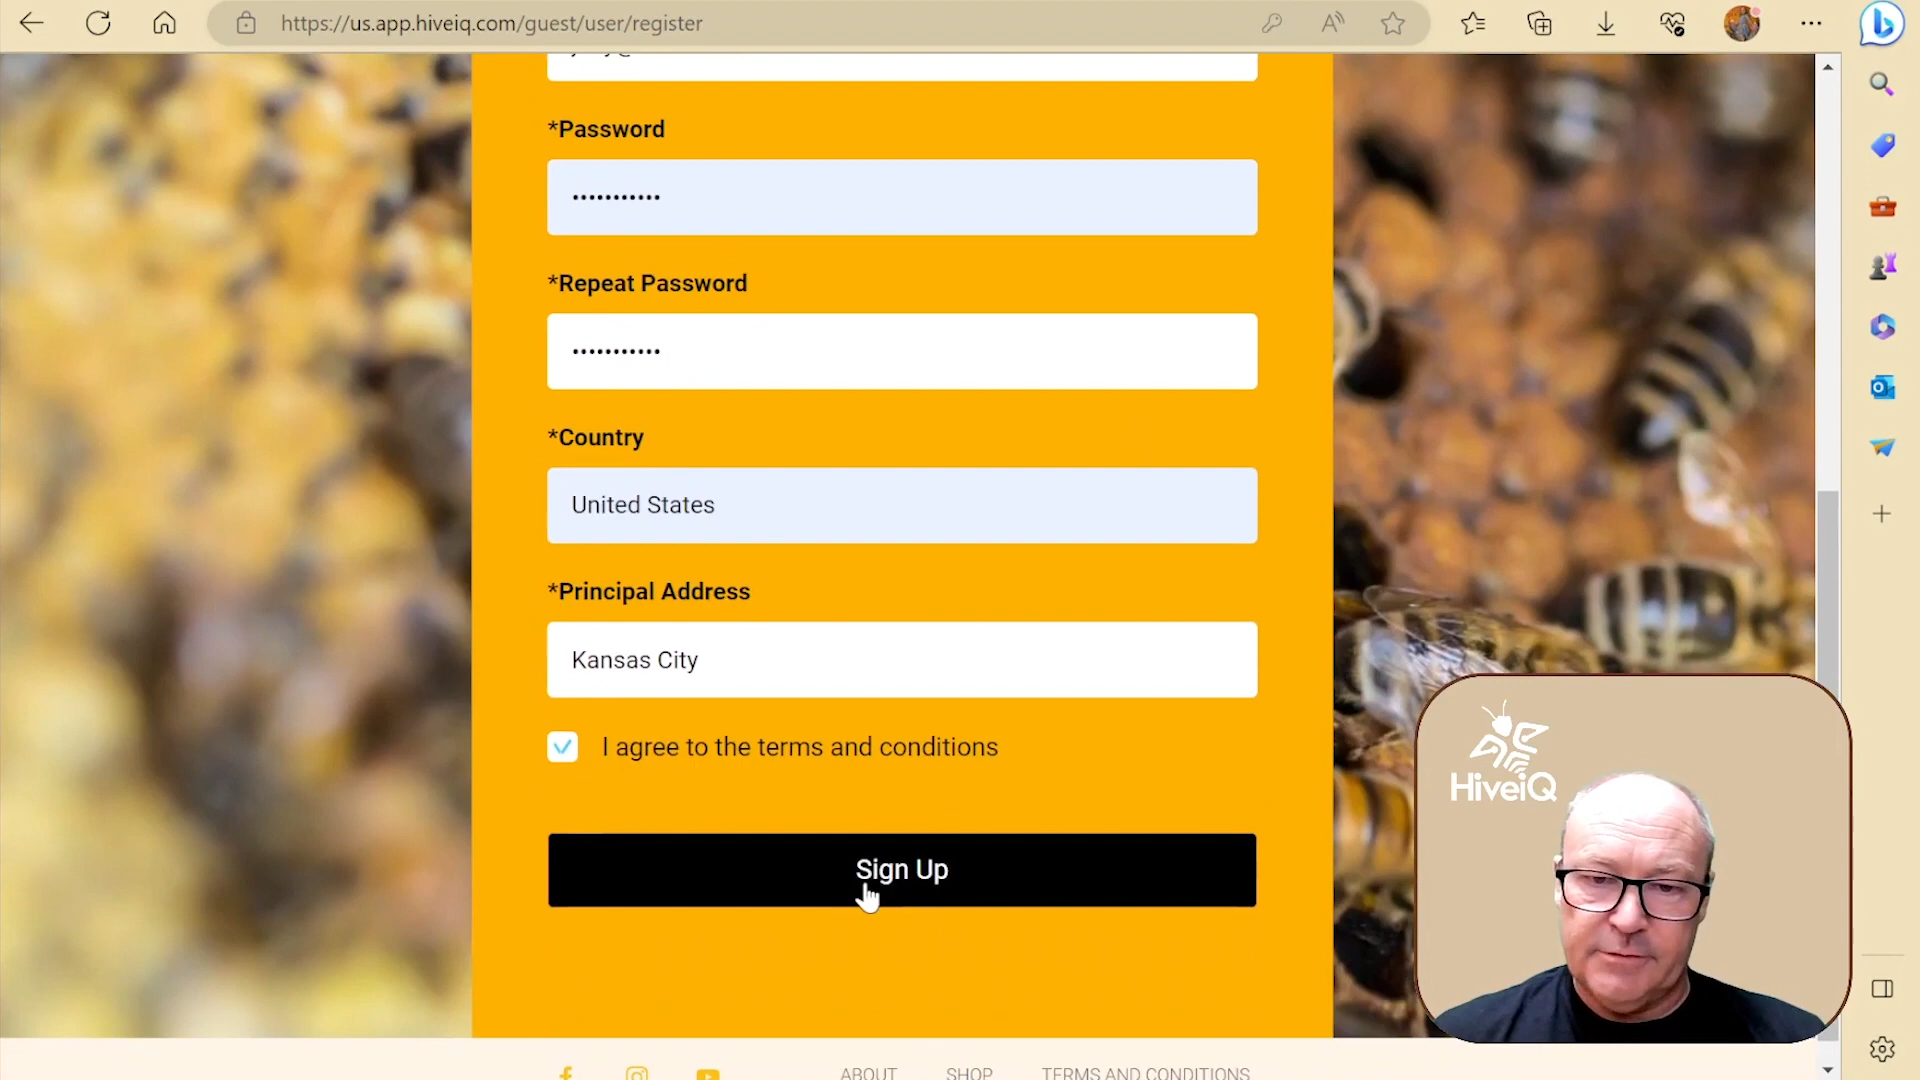 https://us.app.hiveiq.com/guest/user/register
*Password
•••••••••••
*Repeat Password
•••••••••••
*Country
United States
*Principal Address
Kansas City
I agree to the terms and conditions
Sign Up
HiveiQ
ABOUT SHOP TERMS AND CONDITIONS